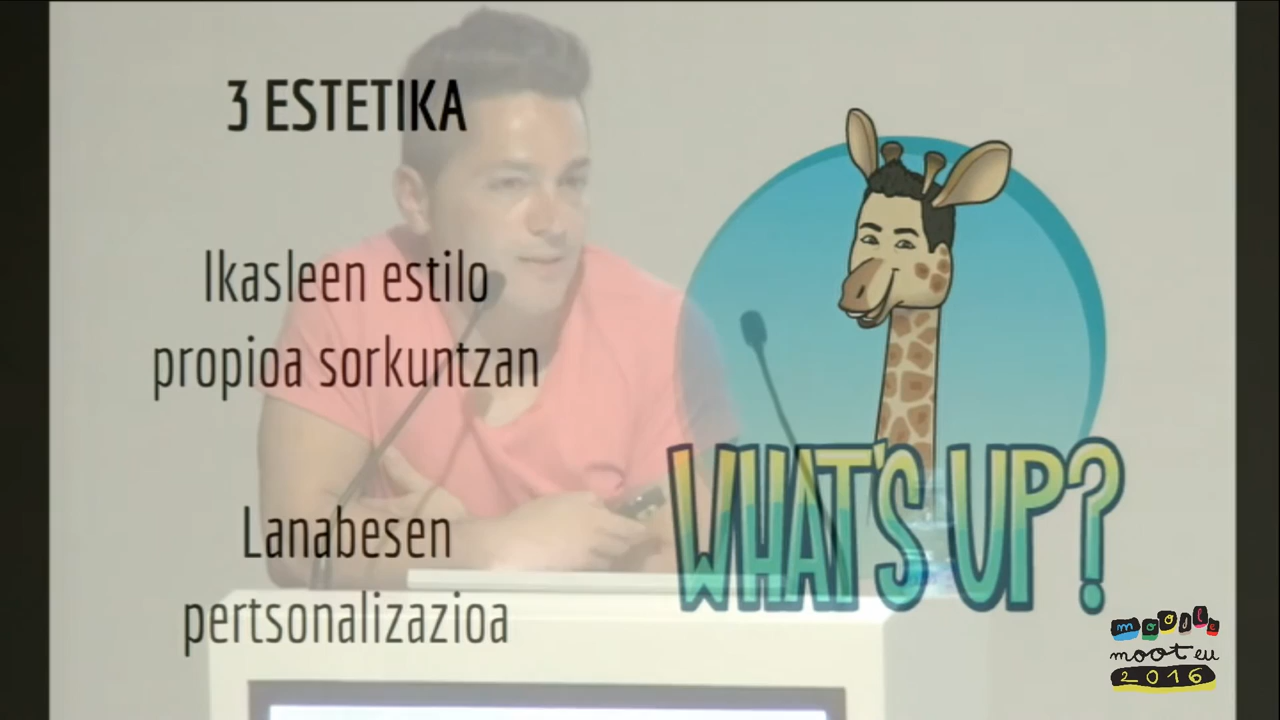 3 ESTETIKA
Ikasleen estilo
propioa sorkuntzan
Lanabesen
pertsonalizazioa
WHAT'S UP?
moodle
moot eu
2016